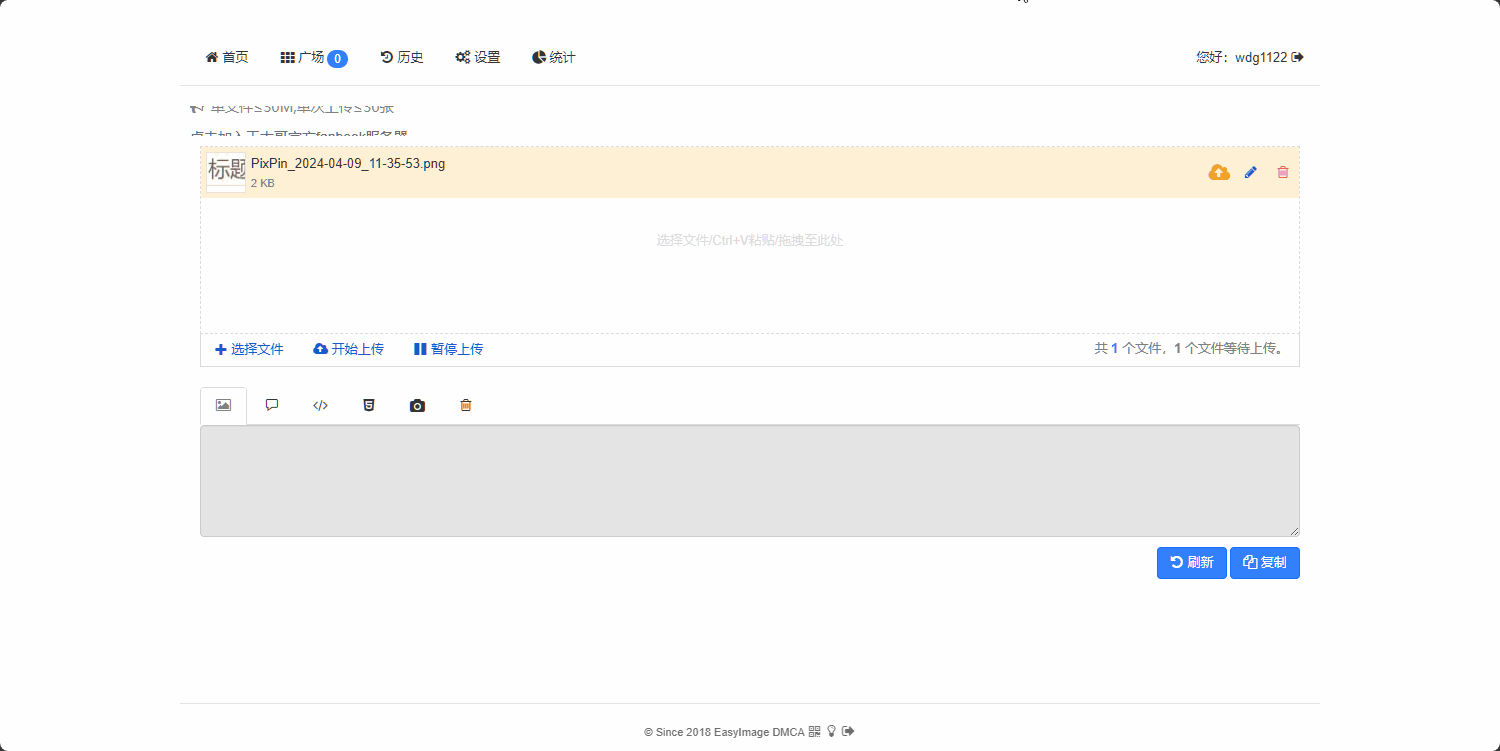 首页 广场 0 历史 设置 统计 您好：wdg1122
单文件≤30M,单次上传≤30张
点击加入王大哥官方fanbook服务器
标题
PixPin_2024-04-09_11-35-53.png
2 KB
选择文件/Ctrl+V粘贴/拖拽至此处
选择文件 开始上传 暂停上传 共 1 个文件，1 个文件等待上传。
刷新 复制
© Since 2018 EasyImage DMCA